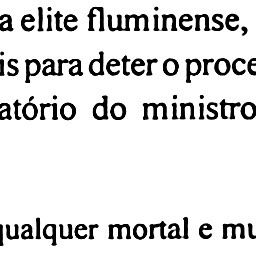 a elite fluminense,
is para deter o proce
atório do ministro
qualquer mortal e mu